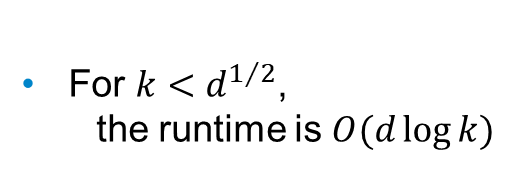 • For k < d^{1/2},
the runtime is O(d log k)